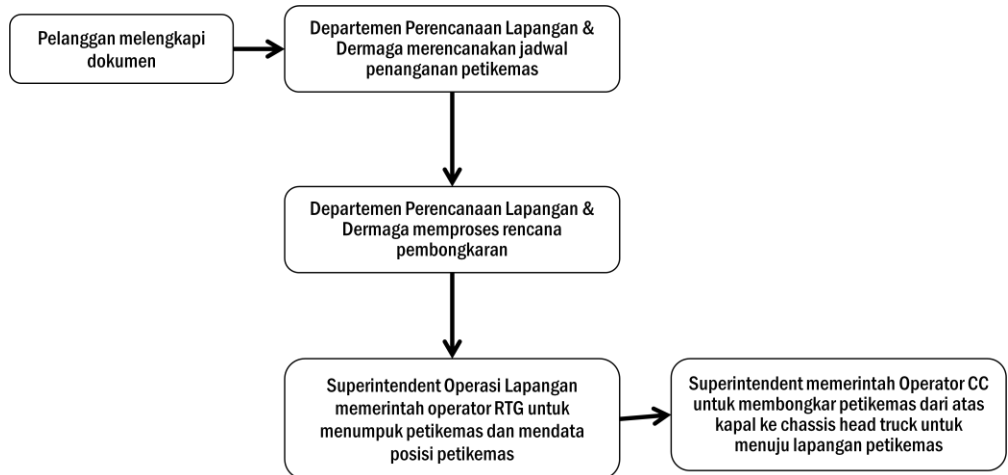 Pelanggan melengkapi
dokumen
Departemen Perencanaan Lapangan &
Dermaga merencanakan jadwal
penanganan petikemas
Departemen Perencanaan Lapangan &
Dermaga memproses rencana
pembongkaran
Superintendent Operasi Lapangan
memerintah operator RTG untuk
menumpuk petikemas dan mendata
posisi petikemas
Superintendent memerintah Operator CC
untuk membongkar petikemas dari atas
kapal ke chassis head truck untuk
menuju lapangan petikemas